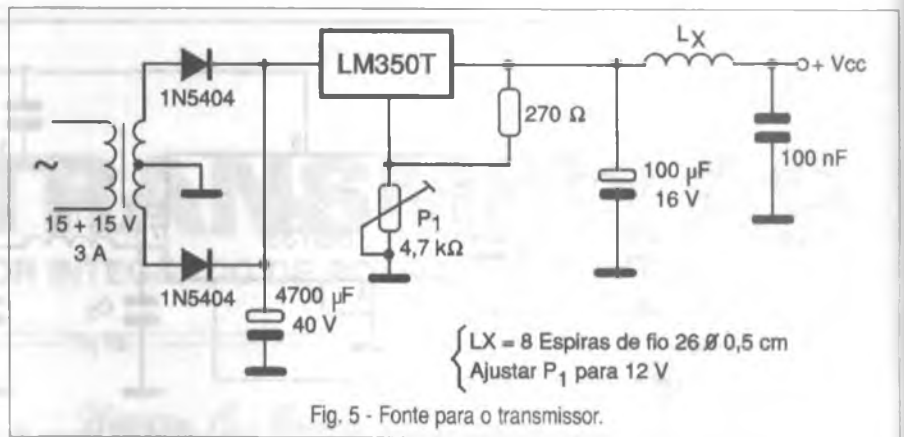 1N5404
LM350T
LX
+ Vcc
270 Ω
100 nF
~
15 + 15 V
3 A
P1
4,7 kΩ
100 µF
16 V
1N5404
4700 µF
40 V
LX = 8 Espiras de fio 26 Ø 0,5 cm
Ajustar P1 para 12 V
Fig. 5 - Fonte para o transmissor.